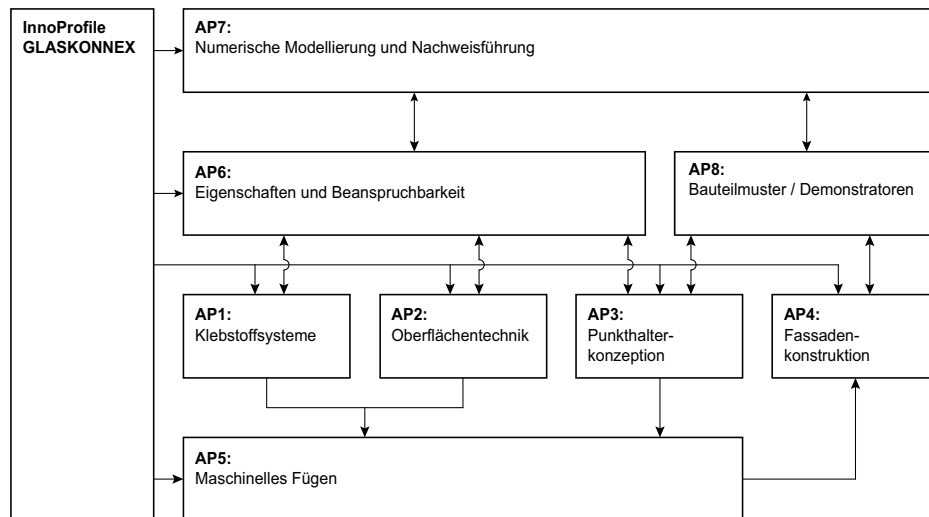 InnoProfile
GLASKONNEX
AP7:
Numerische Modellierung und Nachweisführung
AP6:
Eigenschaften und Beanspruchbarkeit
AP8:
Bauteilmuster / Demonstratoren
AP1:
Klebstoffsysteme
AP2:
Oberflächentechnik
AP3:
Punkthalter-
konzeption
AP4:
Fassaden-
konstruktion
AP5:
Maschinelles Fügen